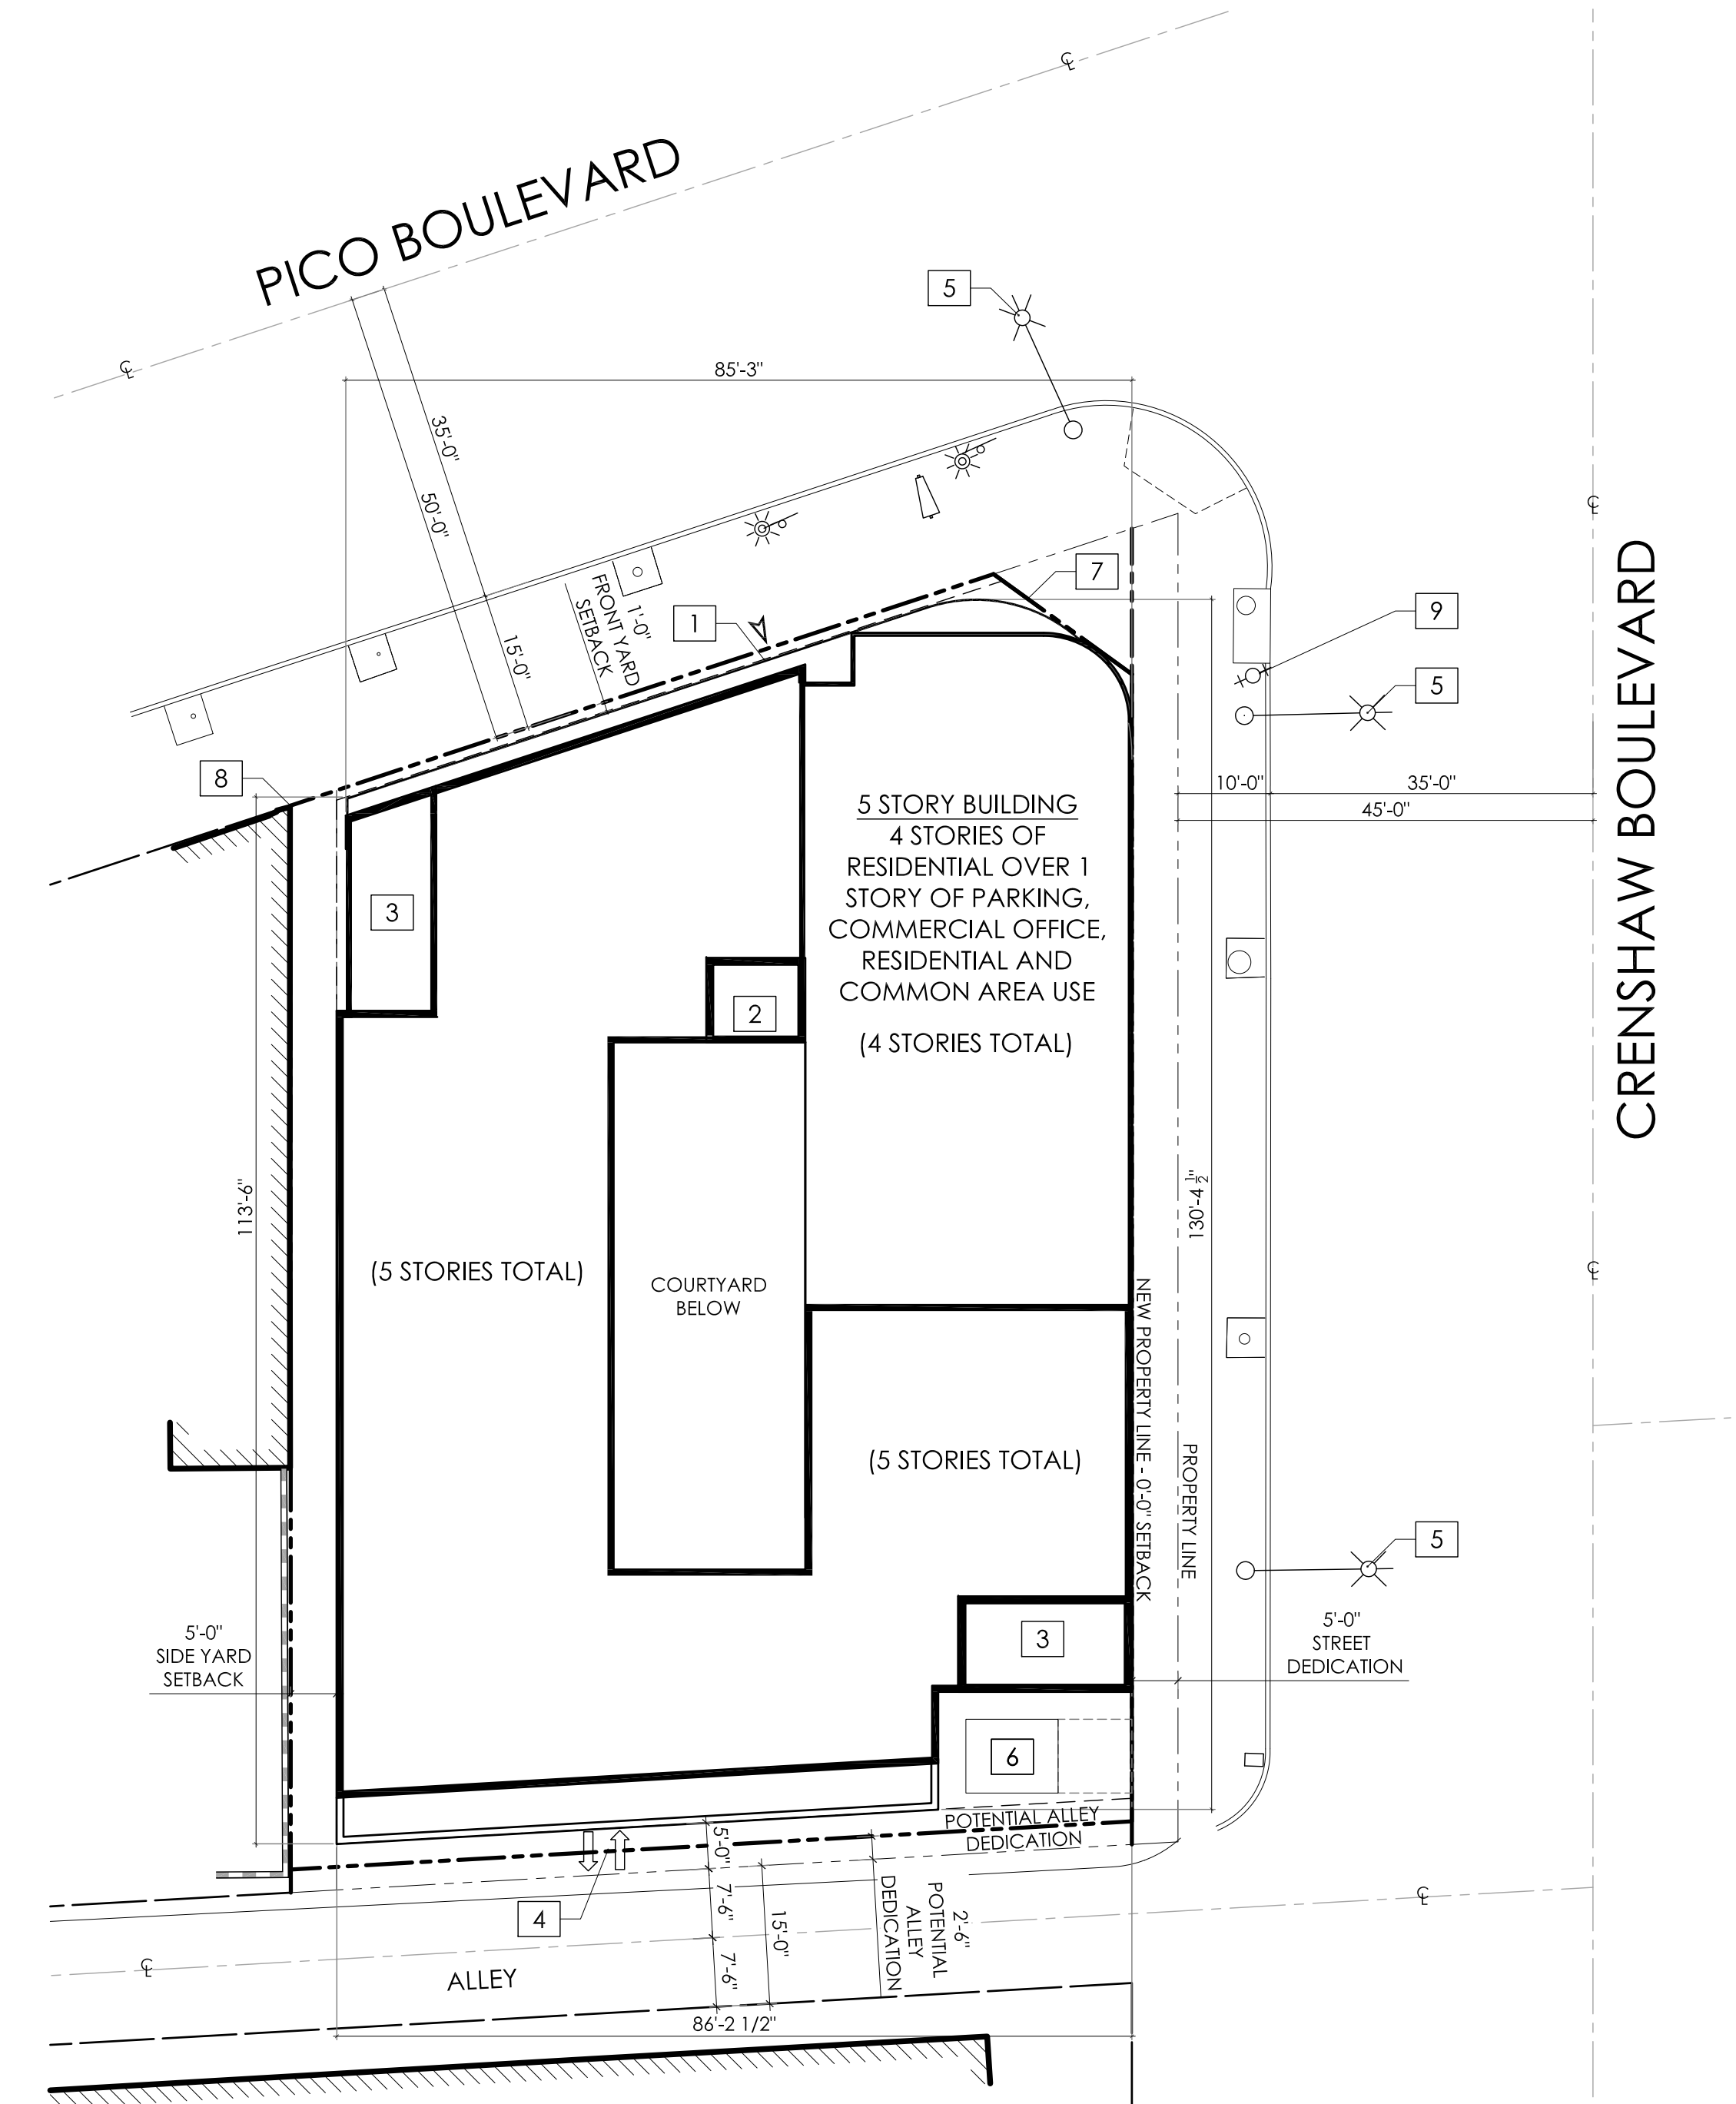 PICO BOULEVARD
℄
℄
5
85'-3"
35'-0"
50'-0"
15'-0"
1'-0"
FRONT YARD
SETBACK
1
7
9
5
8
℄
CRENSHAW BOULEVARD
10'-0"
35'-0"
45'-0"
5 STORY BUILDING
4 STORIES OF
RESIDENTIAL OVER 1
STORY OF PARKING,
COMMERCIAL OFFICE,
RESIDENTIAL AND
COMMON AREA USE
(4 STORIES TOTAL)
3
2
113'-6"
130'-4 1/2"
℄
(5 STORIES TOTAL)
COURTYARD
BELOW
(5 STORIES TOTAL)
NEW PROPERTY LINE - 0'-0" SETBACK
PROPERTY LINE
5
5'-0"
SIDE YARD
SETBACK
3
5'-0"
STREET
DEDICATION
6
POTENTIAL ALLEY
DEDICATION
4
5'-0"
7'-6"
7'-6"
15'-0"
2'-6"
POTENTIAL
ALLEY
DEDICATION
℄
℄
ALLEY
86'-2 1/2"